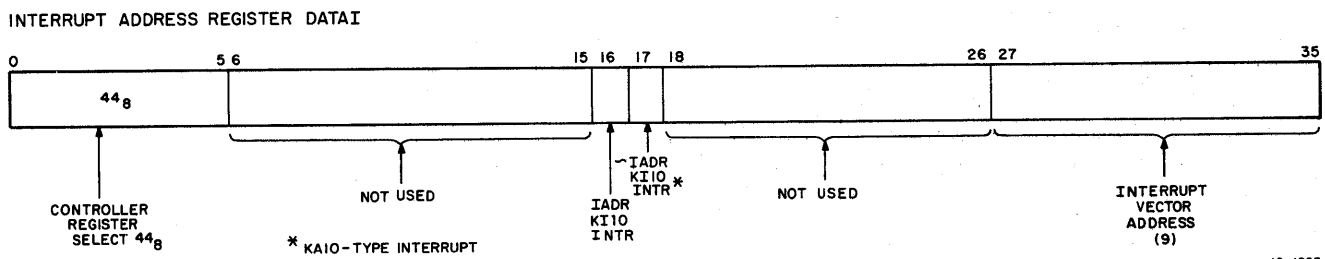 INTERRUPT ADDRESS REGISTER DATAI
0 5 6 15 16 17 18 26 27 35
44₈
NOT USED
CONTROLLER
REGISTER
SELECT 44₈
* KA10-TYPE INTERRUPT
IADR
KI10
INTR
~IADR
KI10
INTR *
NOT USED
INTERRUPT
VECTOR
ADDRESS
(9)